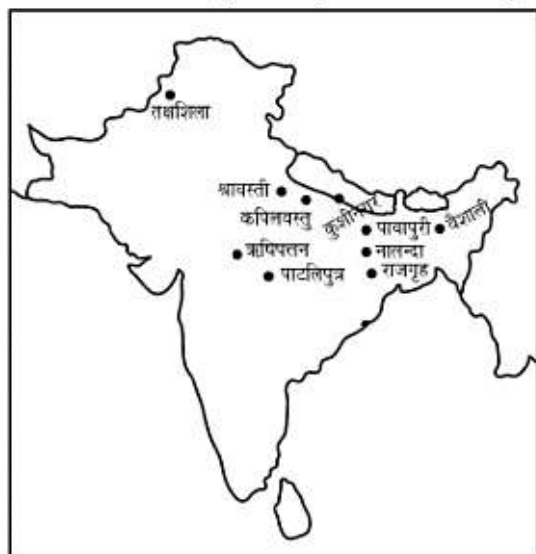 तक्षशिला
श्रावस्ती
कपिलवस्तु
कुशीनगर
पावापुरी
वैशाली
ऋषिपत्तन
नालन्दा
पाटलिपुत्र
राजगृह